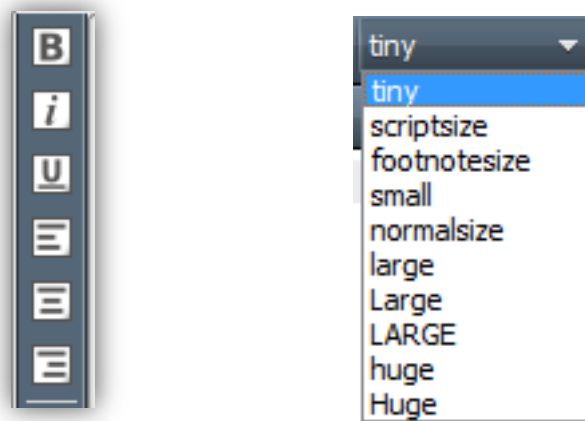 B
i
U
tiny
tiny
scriptsize
footnotesize
small
normalsize
large
Large
LARGE
huge
Huge